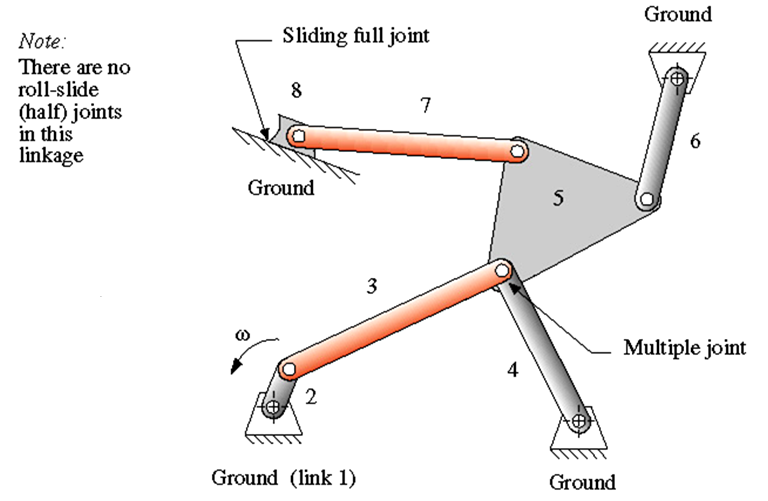 Note:
There are no
roll-slide
(half) joints
in this
linkage
Sliding full joint
Ground
8
7
6
Ground
5
3
ω
Multiple joint
4
2
Ground (link 1)
Ground